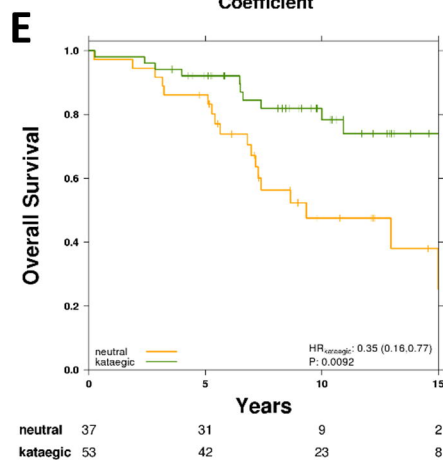 Coefficient
E
1.0
0.8
0.6
0.4
0.2
0.0
Overall Survival
neutral
kataegic
HRkataegic: 0.35 (0.16,0.77)
P: 0.0092
0 5 10 15
Years
neutral 37 31 9 2
kataegic 53 42 23 8